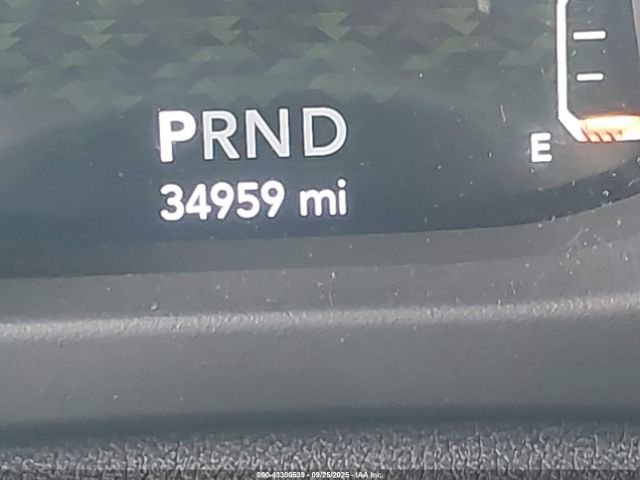 PRND
E
34959 mi
000-43300539 - 09/25/2025 - IAA Inc.